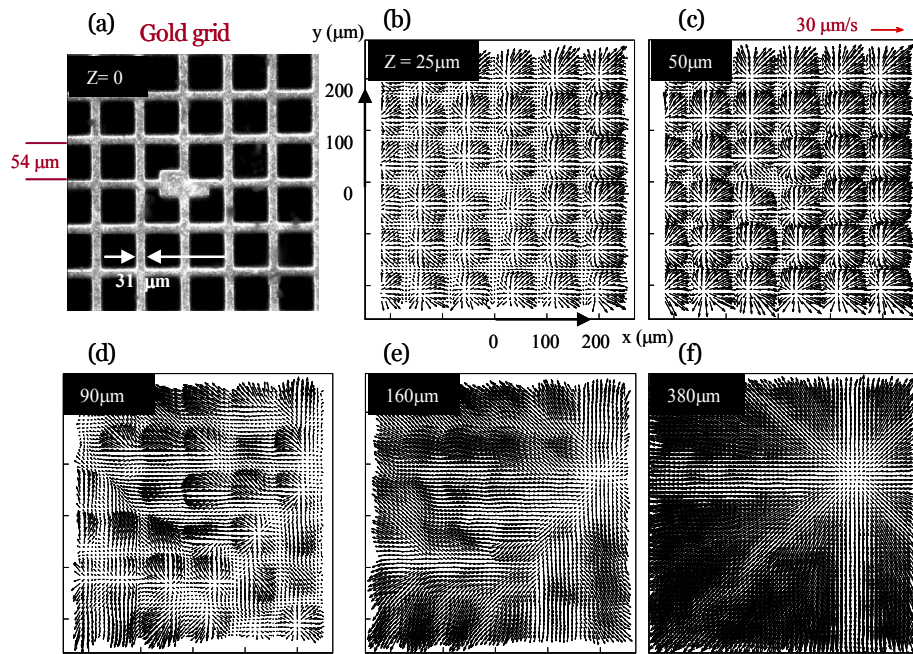 (a)
Gold grid
Z= 0
54 μm
31 μm
(b)
y (μm)
Z = 25μm
200
100
0
0 100 200
x (μm)
(c)
30 μm/s
50μm
(d)
90μm
(e)
160μm
(f)
380μm